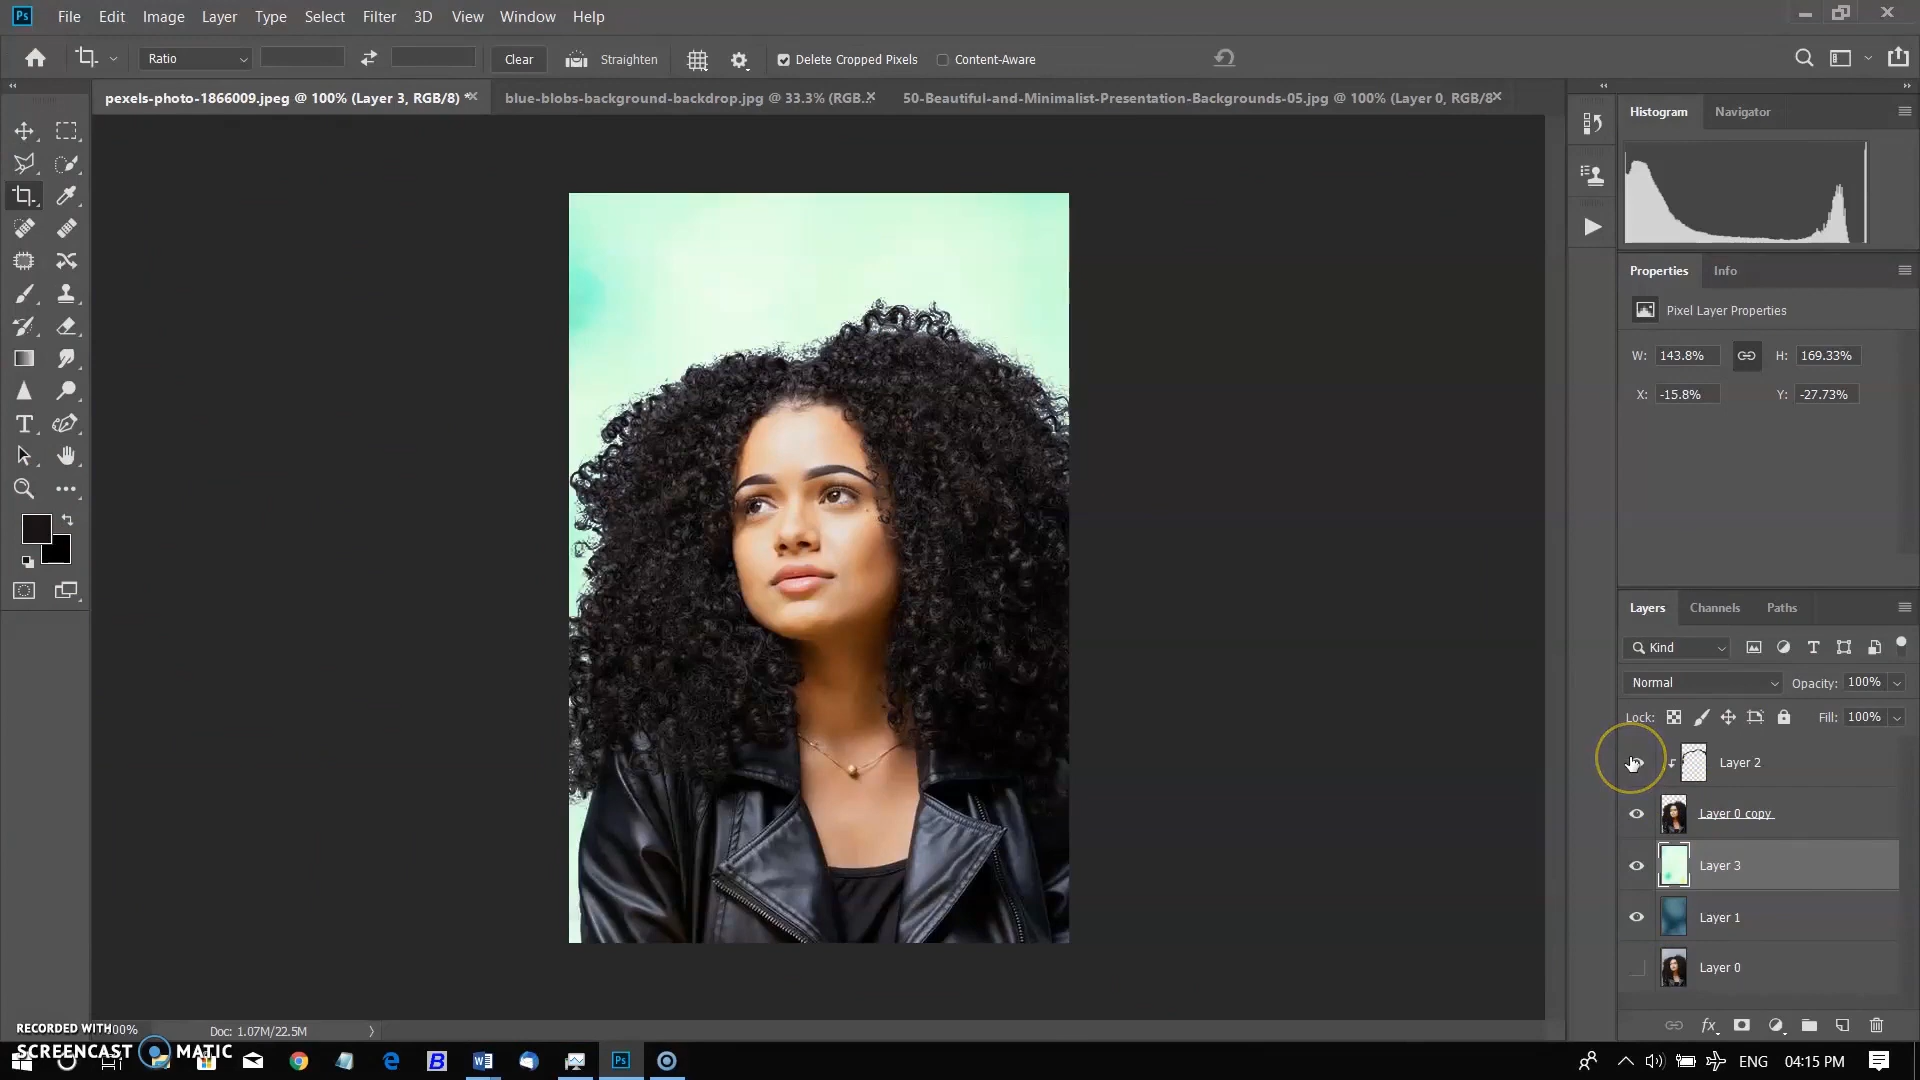 Ps File Edit Image Layer Type Select Filter 3D View Window Help
Ratio Clear Straighten Delete Cropped Pixels Content-Aware
pexels-photo-1866009.jpeg @ 100% (Layer 3, RGB/8) * blue-blobs-background-backdrop.jpg @ 33.3% (RGB... 50-Beautiful-and-Minimalist-Presentation-Backgrounds-05.jpg @ 100% (Layer 0, RGB/8
Histogram Navigator
Properties Info
Pixel Layer Properties
W: 143.8% H: 169.33%
X: -15.8% Y: -27.73%
Layers Channels Paths
Kind
Normal Opacity: 100%
Lock: Fill: 100%
Layer 2
Layer 0 copy
Layer 3
Layer 1
Layer 0
fx
100% Doc: 1.07M/22.5M
RECORDED WITH
SCREENCAST MATIC
ENG 04:15 PM